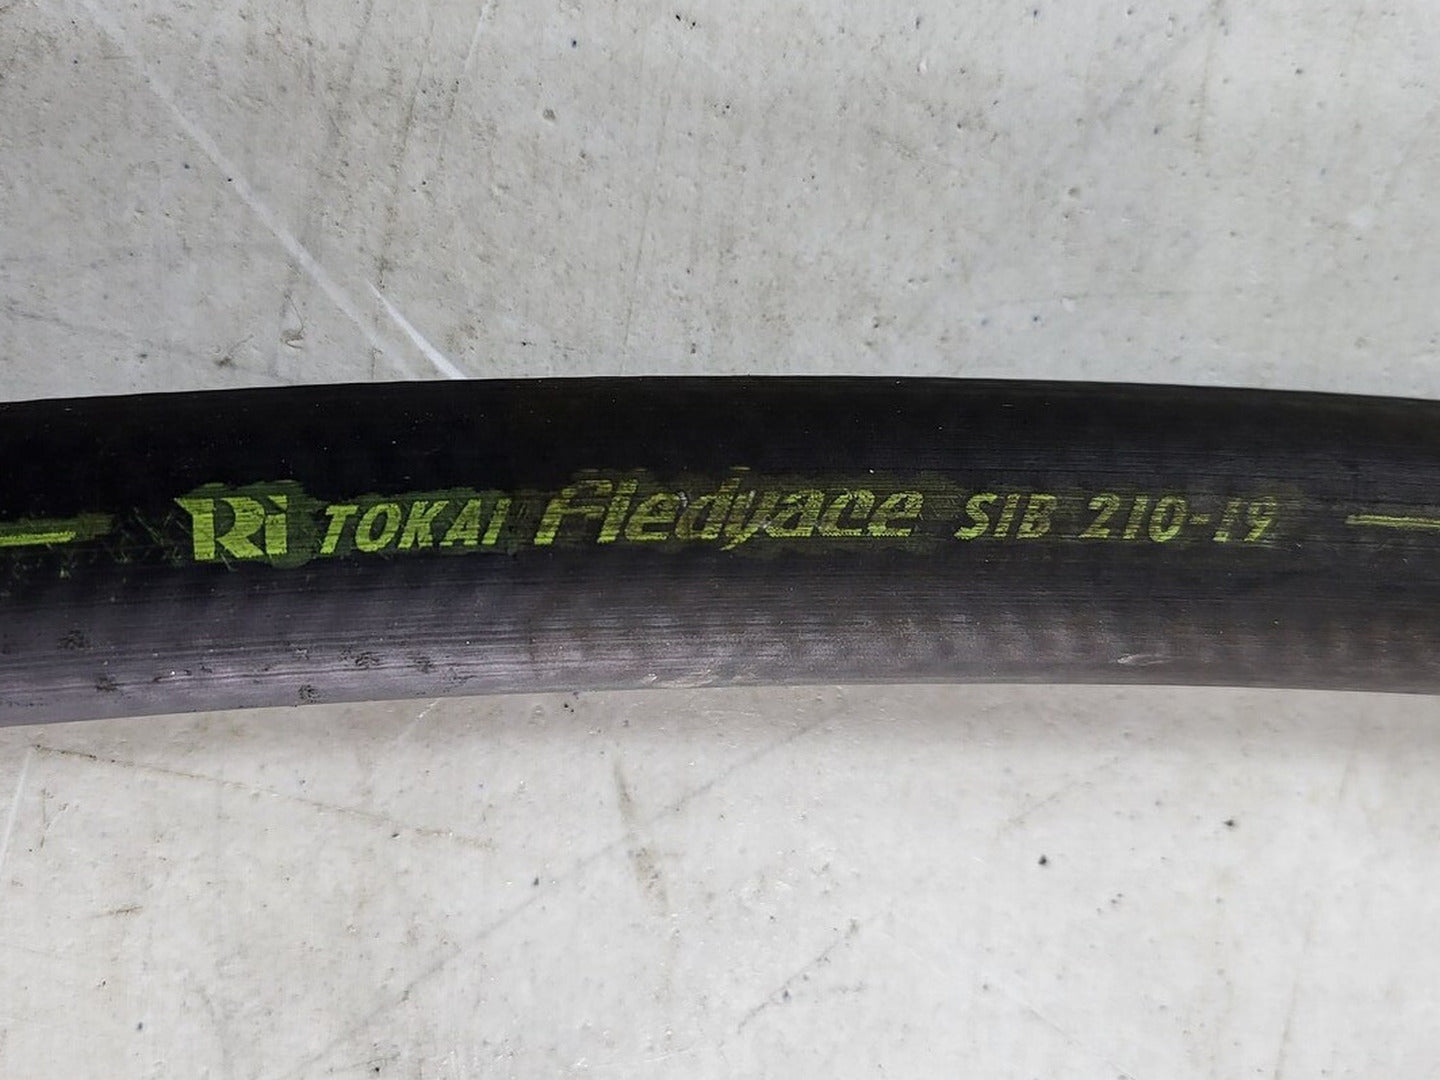 Ri TOKAI Fledyace SIB 210-19